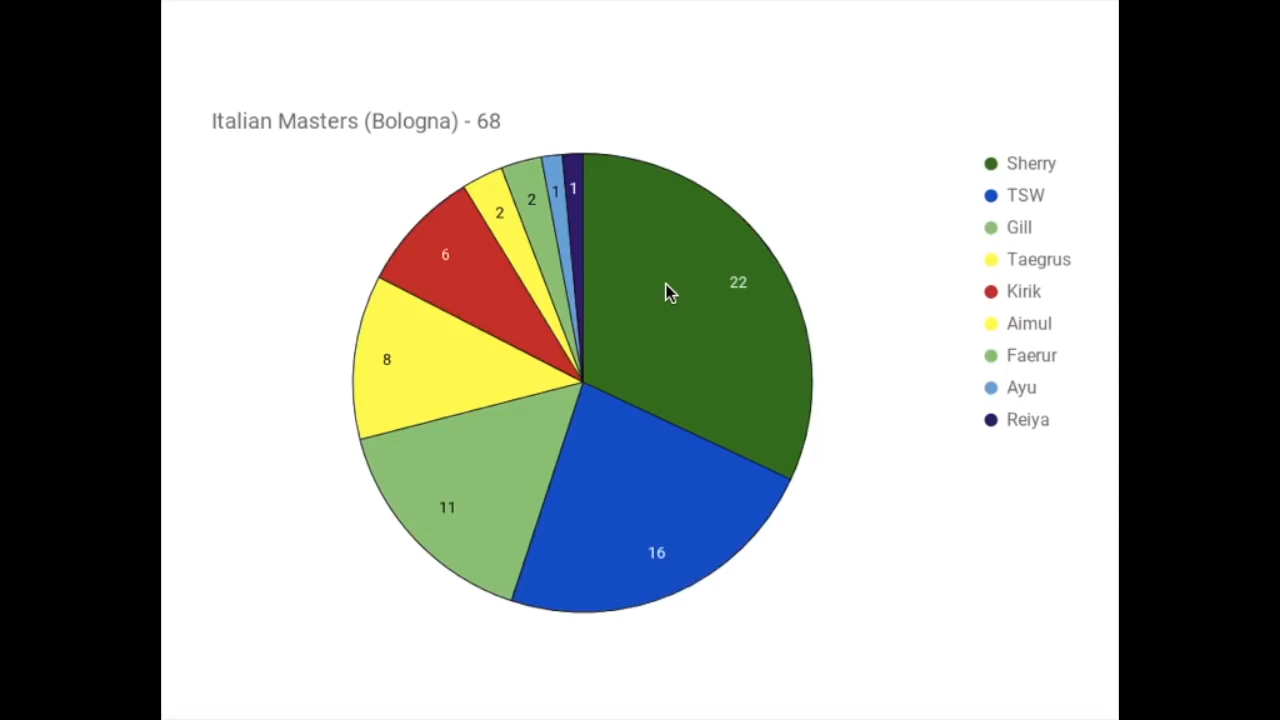 Italian Masters (Bologna) - 68
Sherry
TSW
Gill
Taegrus
Kirik
Aimul
Faerur
Ayu
Reiya
1
1
2
2
6
22
8
11
16